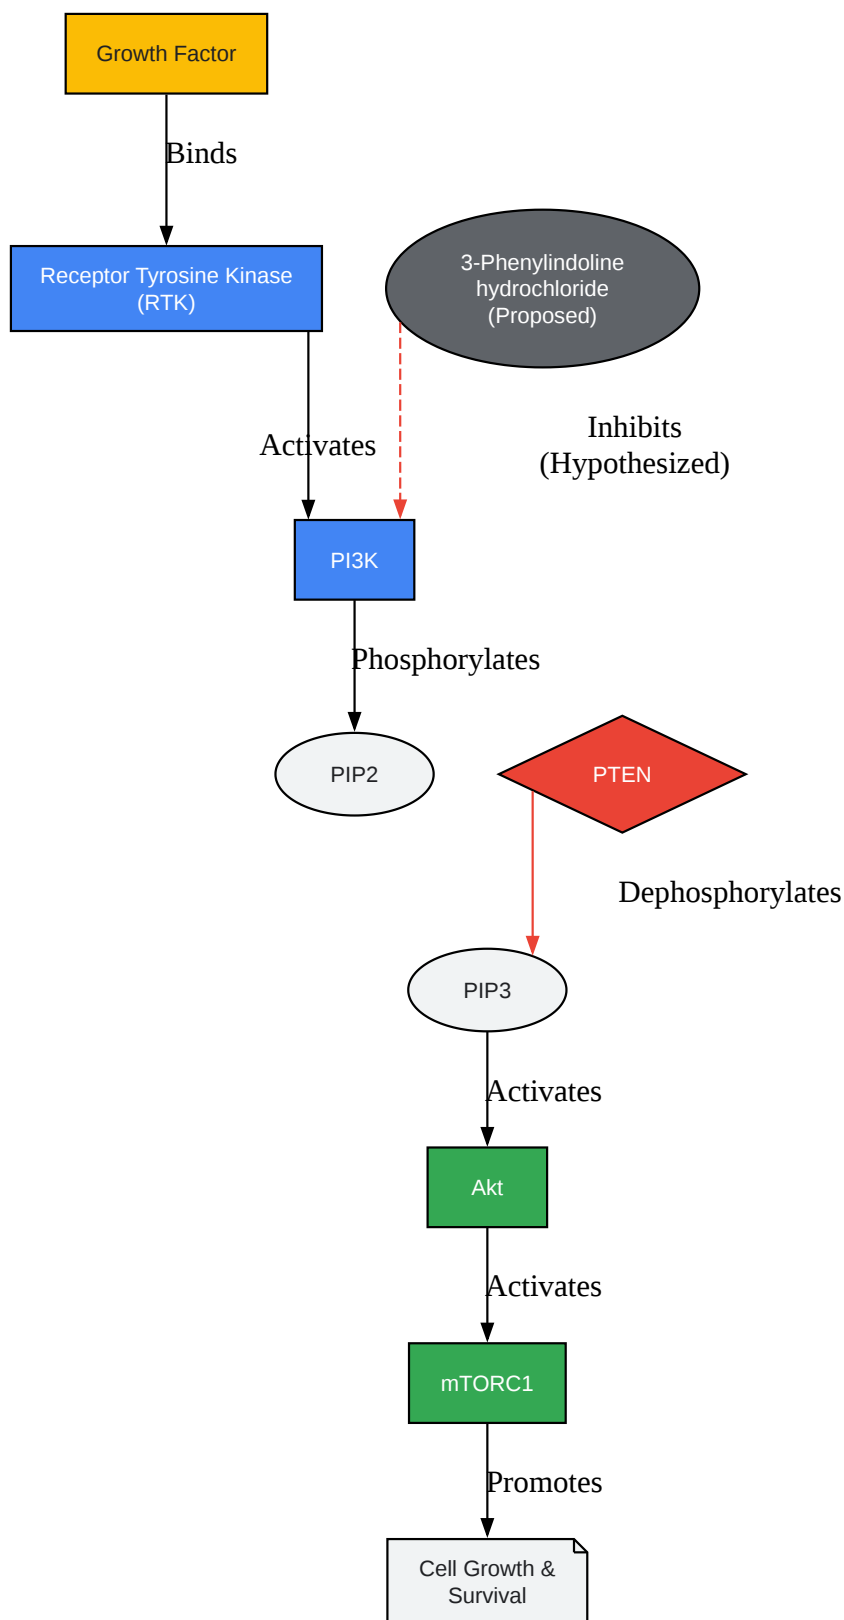 Growth Factor
Binds
Receptor Tyrosine Kinase
(RTK)
3-Phenylindoline
hydrochloride
(Proposed)
Activates
Inhibits
(Hypothesized)
PI3K
Phosphorylates
PIP2
PTEN
Dephosphorylates
PIP3
Activates
Akt
Activates
mTORC1
Promotes
Cell Growth &
Survival